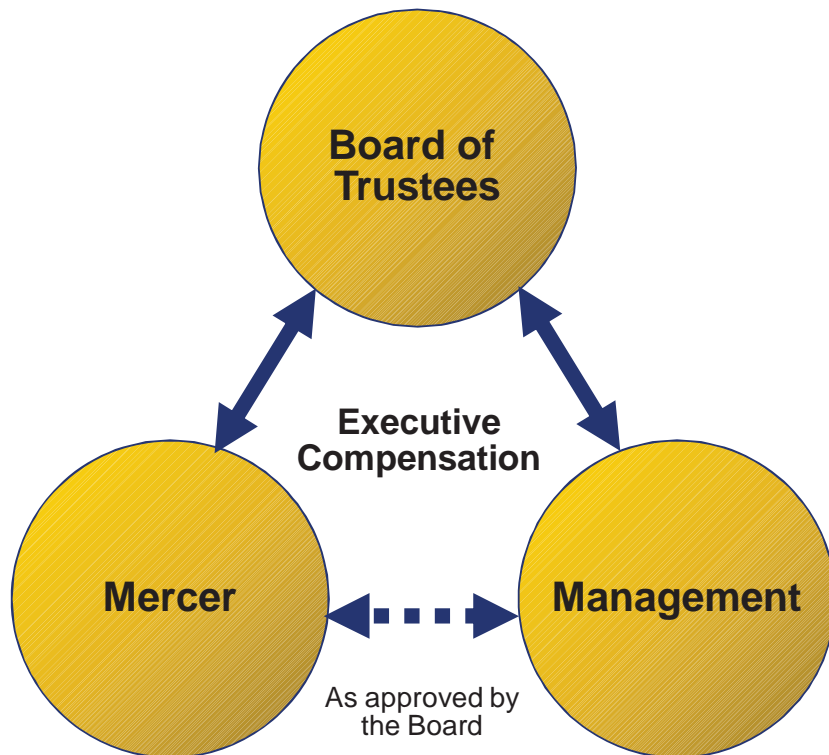 Board of
Trustees
Executive
Compensation
Mercer
Management
As approved by
the Board